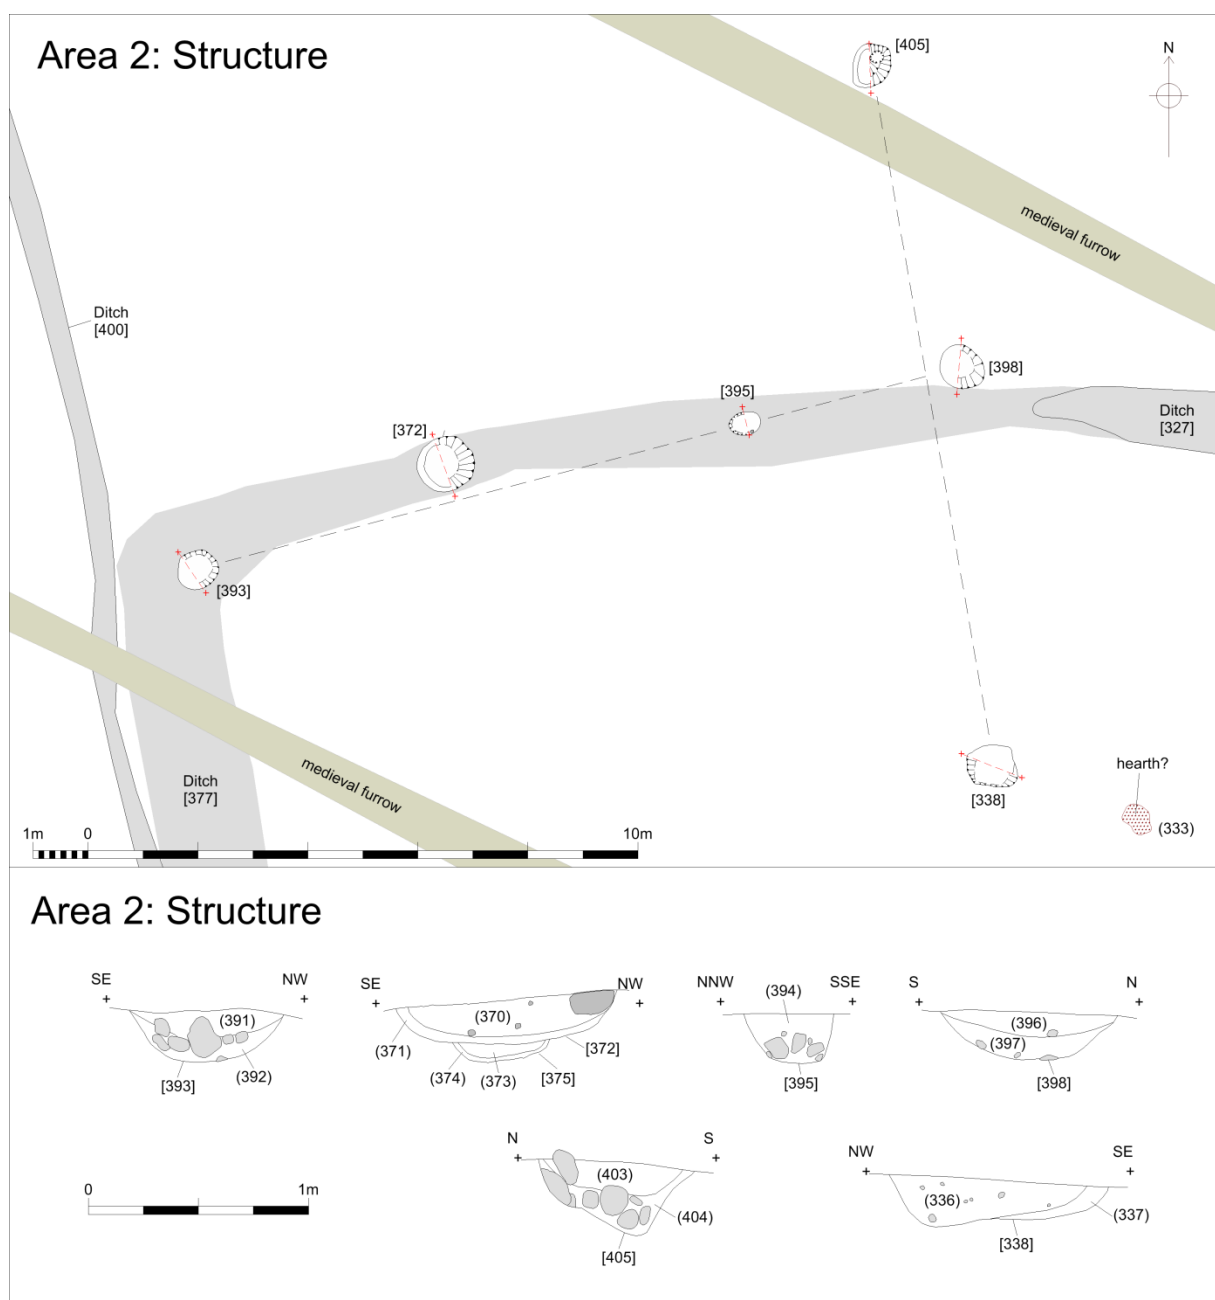 Area 2: Structure
[405]
N
medieval furrow
Ditch
[400]
[398]
[395]
[372]
Ditch
[327]
[393]
hearth?
Ditch
[377]
medieval furrow
[338]
(333)
1m 0 10m
Area 2: Structure
SE NW
(391)
(392)
[393]
SE NW
(370)
(371)
[372]
(374) (373) [375]
NNW SSE
(394)
[395]
S N
(396)
(397)
[398]
N S
(403)
(404)
[405]
NW SE
(336)
(337)
[338]
0 1m